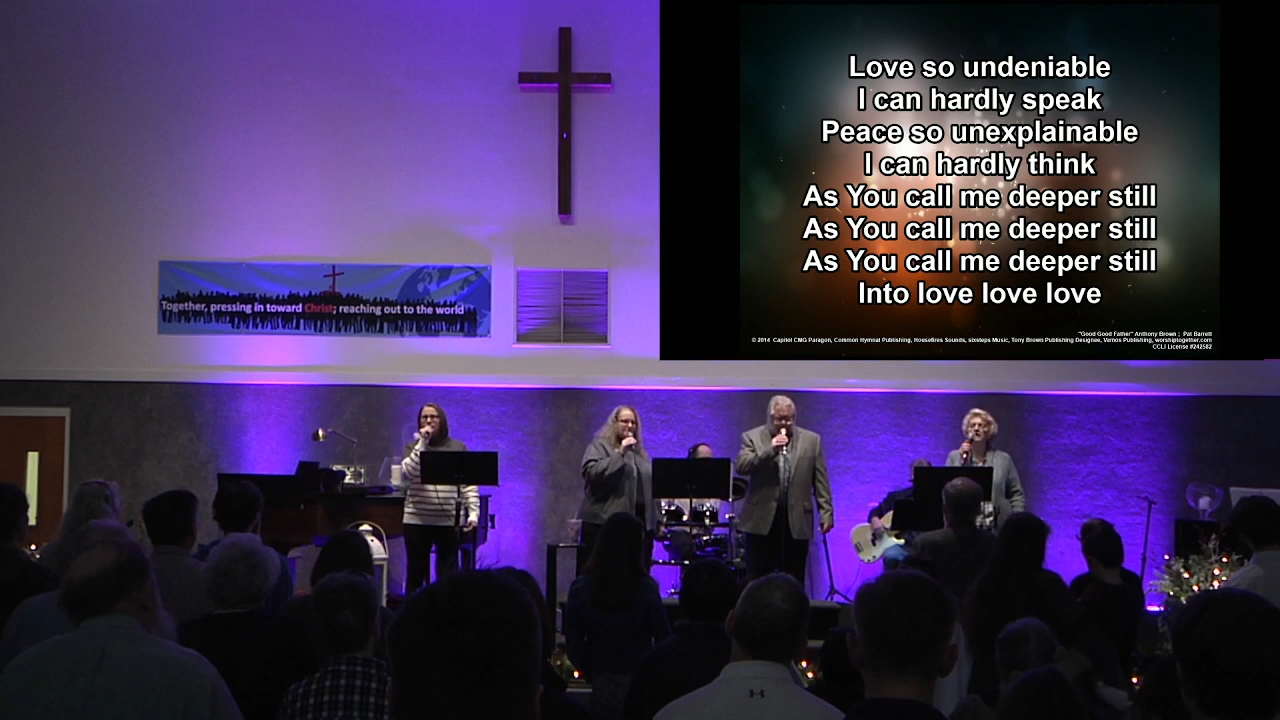 Love so undeniable
I can hardly speak
Peace so unexplainable
I can hardly think
As You call me deeper still
As You call me deeper still
As You call me deeper still
Into love love love
"Good Good Father" Anthony Brown ; Pat Barrett
© 2014 Capitol CMG Paragon, Common Hymnal Publishing, Housefires Sounds, sixsteps Music, Tony Brown Publishing Designee, Vamos Publishing, worshiptogether.com
CCLI License #242582
Together, pressing in toward Christ; reaching out to the world